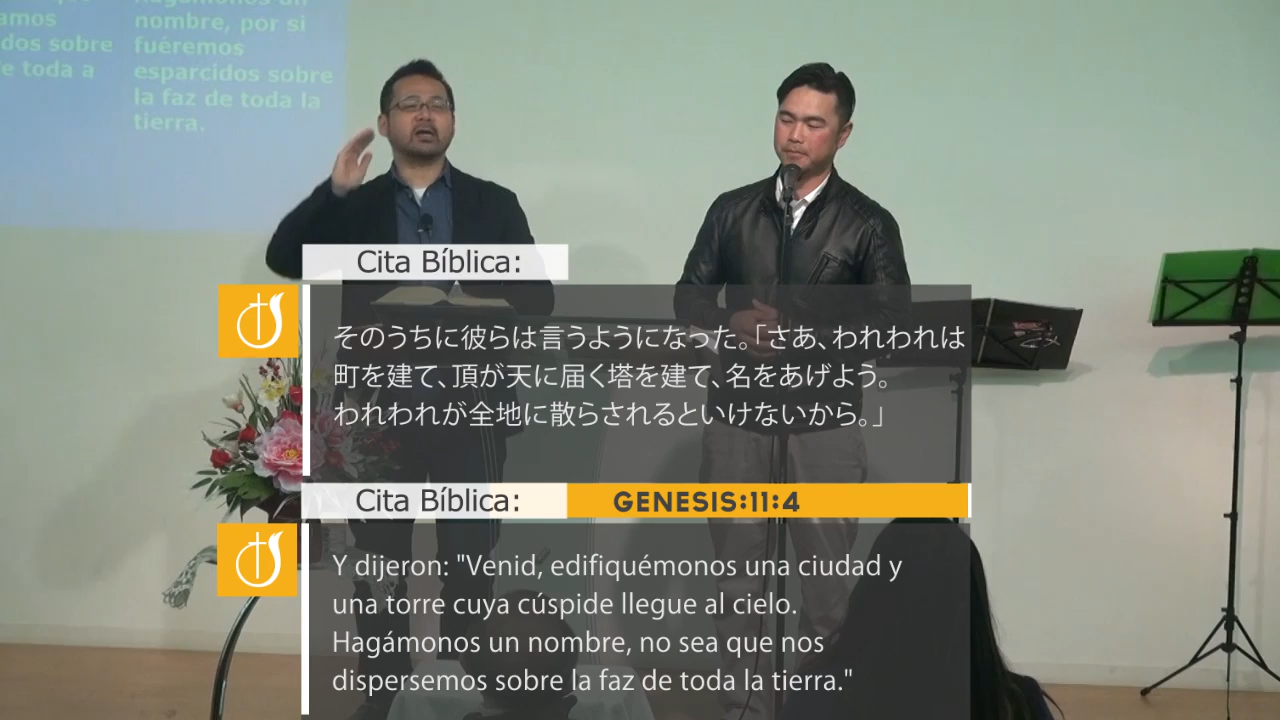 amos
dos sobre
e toda a
hagámonos un
nombre, por si
fuéremos
esparcidos sobre
la faz de toda la
tierra.
Cita Bíblica:
そのうちに彼らは言うようになった。「さあ、われわれは
町を建て、頂が天に届く塔を建て、名をあげよう。
われわれが全地に散らされるといけないから。」
Cita Bíblica: GENESIS:11:4
Y dijeron: "Venid, edifiquémonos una ciudad y
una torre cuya cúspide llegue al cielo.
Hagámonos un nombre, no sea que nos
dispersemos sobre la faz de toda la tierra."